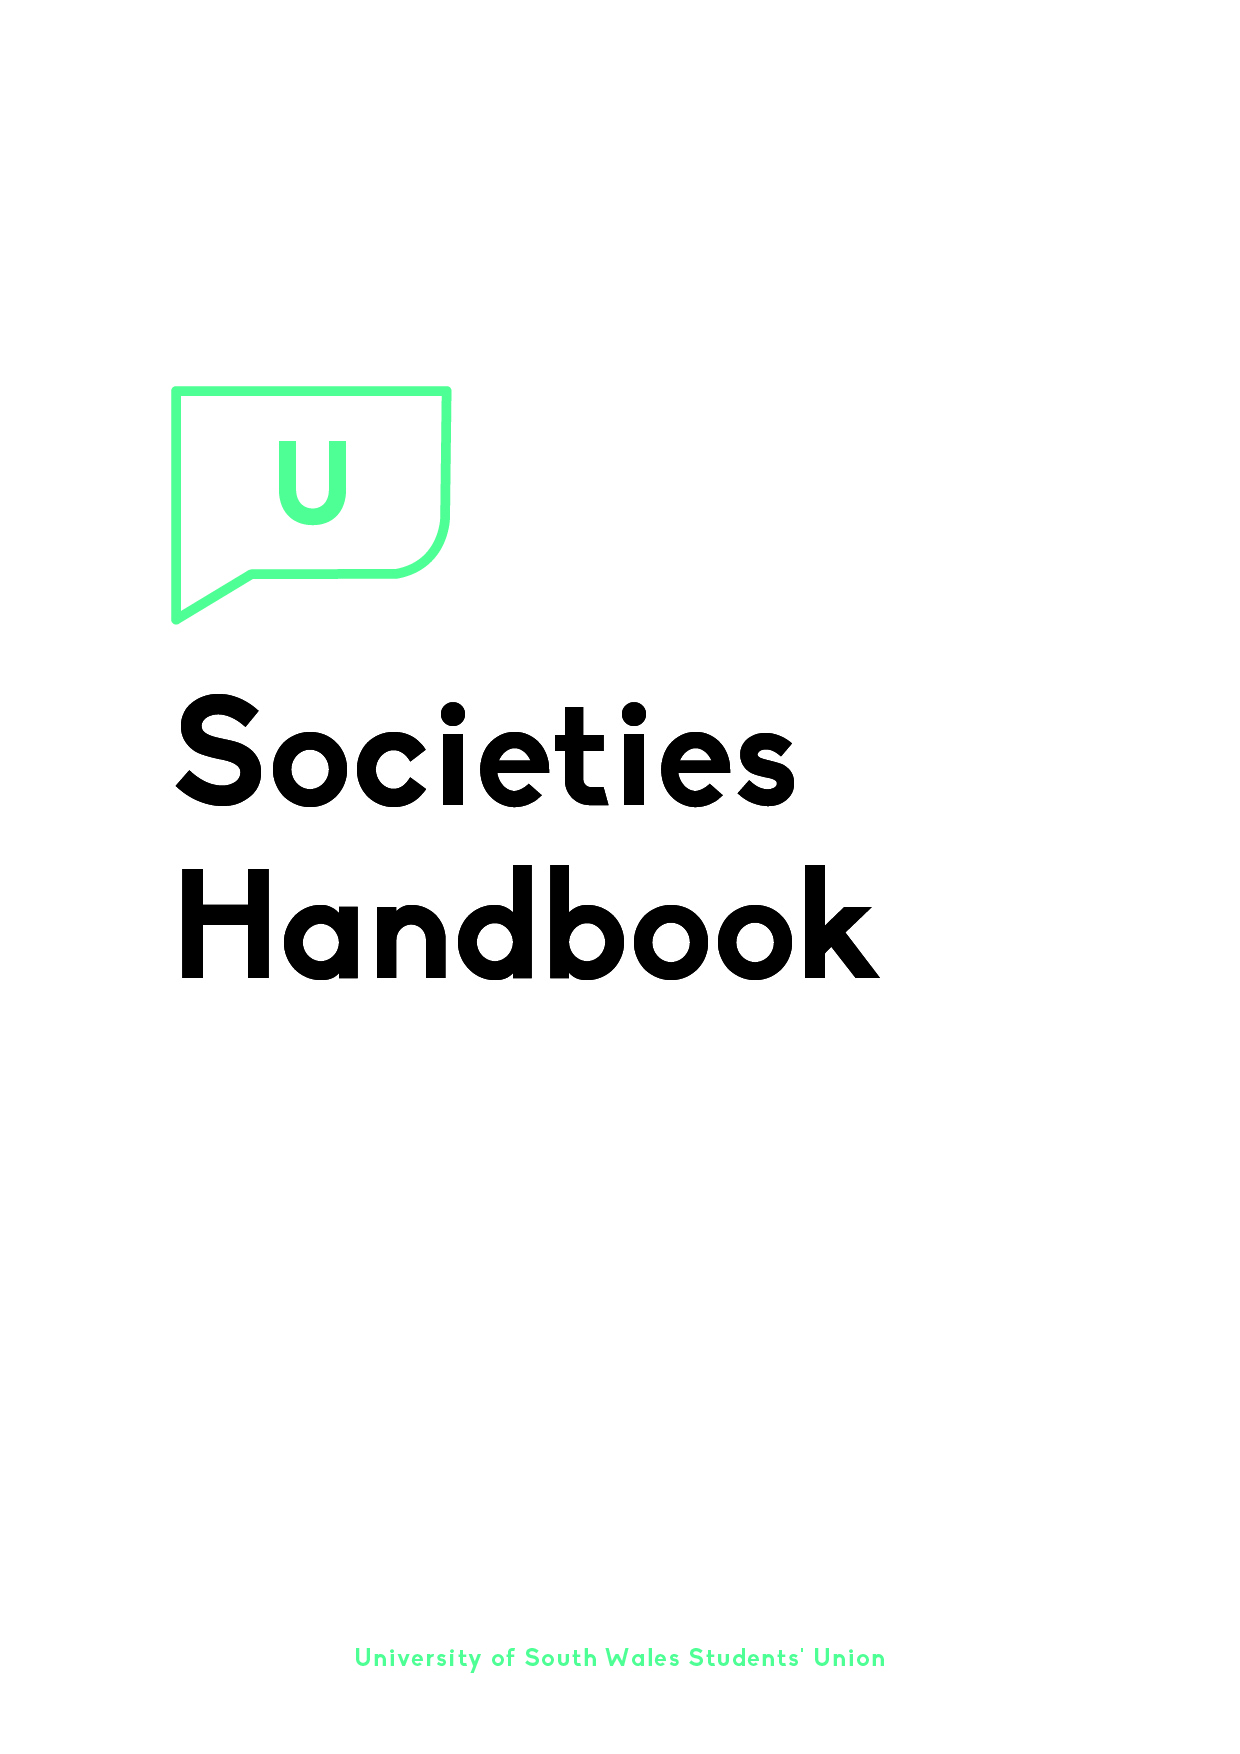 U
Societies
Handbook
University of South Wales Students' Union